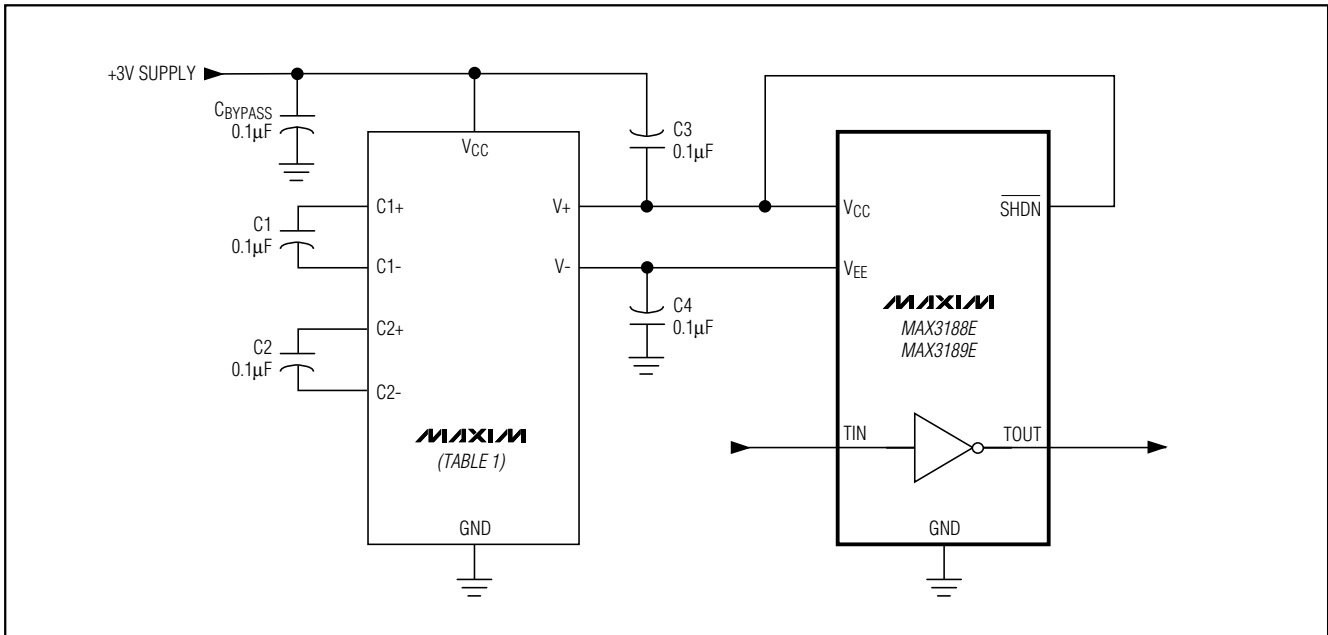 +3V SUPPLY
CBYPASS
0.1µF
VCC
C3
0.1µF
C1+
V+
VCC
SHDN
C1
0.1µF
C1-
V-
VEE
C4
0.1µF
MAXIM
MAX3188E
MAX3189E
C2+
C2
0.1µF
C2-
MAXIM
(TABLE 1)
TIN
TOUT
GND
GND